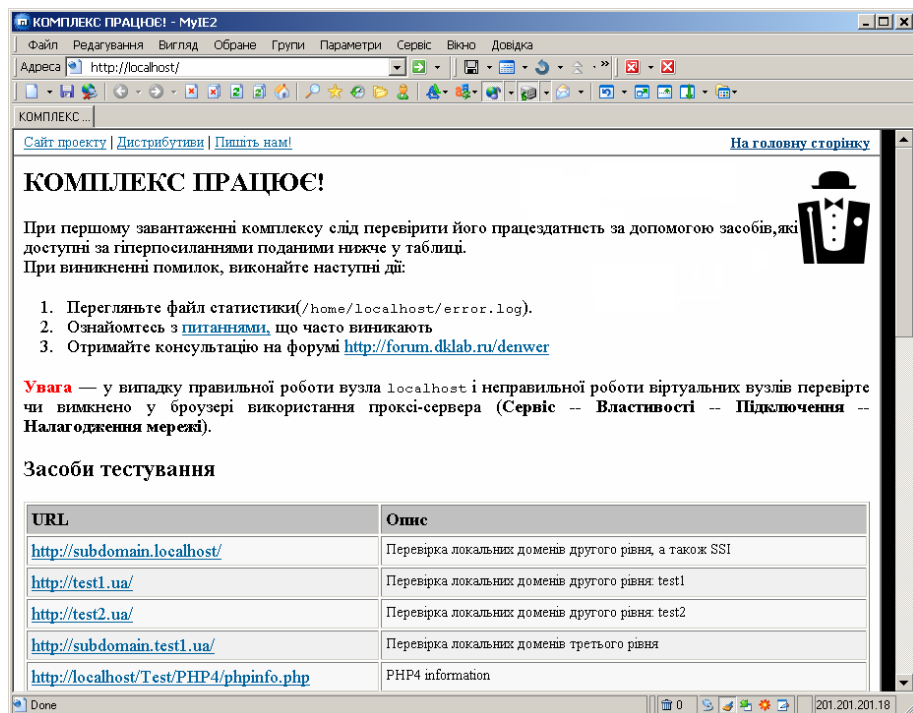 КОМПЛЕКС ПРАЦЮЄ! - MyIE2
Файл Редагування Вигляд Обране Групи Параметри Сервіс Вікно Довідка
Адреса http://localhost/
КОМПЛЕКС ...
Сайт проекту | Дистрибутиви | Пишіть нам! На головну сторінку
КОМПЛЕКС ПРАЦЮЄ!
При першому завантаженні комплексу слід перевірити його працездатність за допомогою засобів,які
доступні за гіперпосиланнями поданими нижче у таблиці.
При виникненні помилок, виконайте наступні дії:
1. Перегляньте файл статистики(/home/localhost/error.log).
2. Ознайомтесь з питаннями, що часто виникають
3. Отримайте консультацію на форумі http://forum.dklab.ru/denwer
Увага — у випадку правильної роботи вузла localhost і неправильної роботи віртуальних вузлів перевірте
чи вимкнено у броузері використання проксі-сервера (Сервіс -- Властивості -- Підключення --
Налагодження мережі).
Засоби тестування
URL Опис
http://subdomain.localhost/ Перевірка локальних доменів другого рівня, а також SSI
http://test1.ua/ Перевірка локальних доменів другого рівня: test1
http://test2.ua/ Перевірка локальних доменів другого рівня: test2
http://subdomain.test1.ua/ Перевірка локальних доменів третього рівня
http://localhost/Test/PHP4/phpinfo.php PHP4 information
Done 0 201.201.201.18